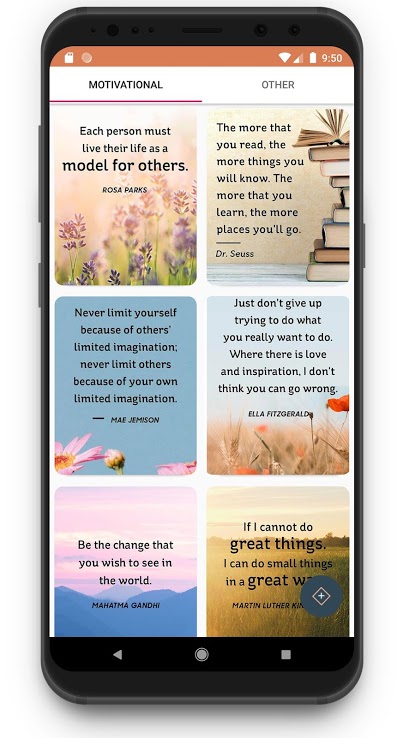 9:50
MOTIVATIONAL
OTHER
Each person must
live their life as a
model for others.
ROSA PARKS
The more that
you read, the
more things you
will know. The
more that you
learn, the more
places you'll go.
Dr. Seuss
Never limit yourself
because of others'
limited imagination;
never limit others
because of your own
limited imagination.
— MAE JEMISON
Just don't give up
trying to do what
you really want to do.
Where there is love
and inspiration, I don't
think you can go wrong.
ELLA FITZGERALD
Be the change that
you wish to see in
the world.
MAHATMA GANDHI
If I cannot do
great things.
I can do small things
in a great
MARTIN LUTHER